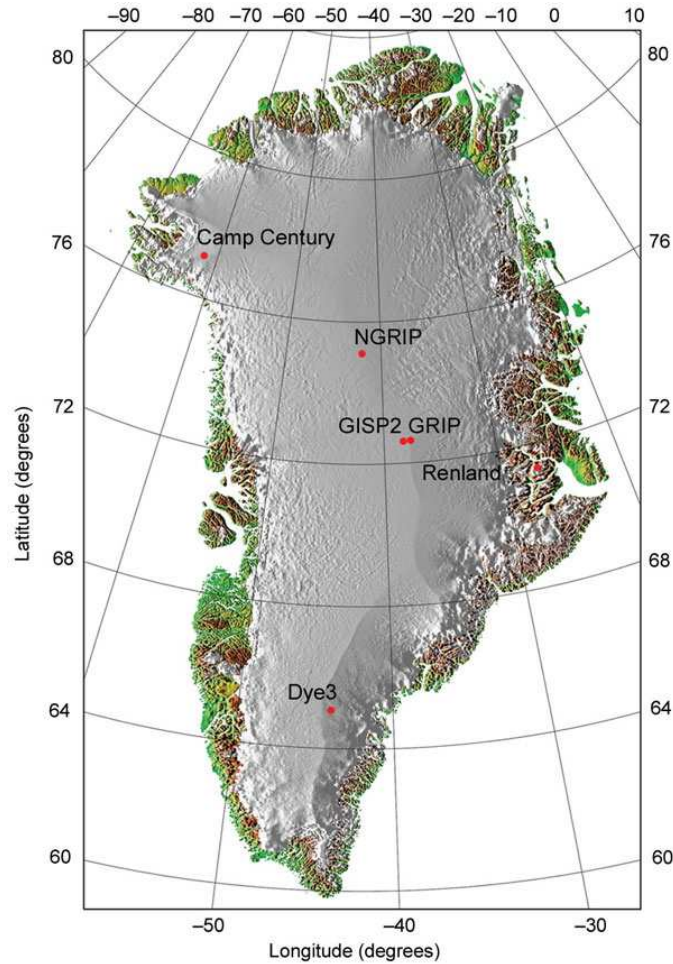 –90 –80 –70 –60 –50 –40 –30 –20 –10 0 10
80 80
76 76
Camp Century
NGRIP
72 72
GISP2 GRIP
Renland
68 68
Dye3
64 64
60 60
–50 –40 –30
Latitude (degrees)
Longitude (degrees)